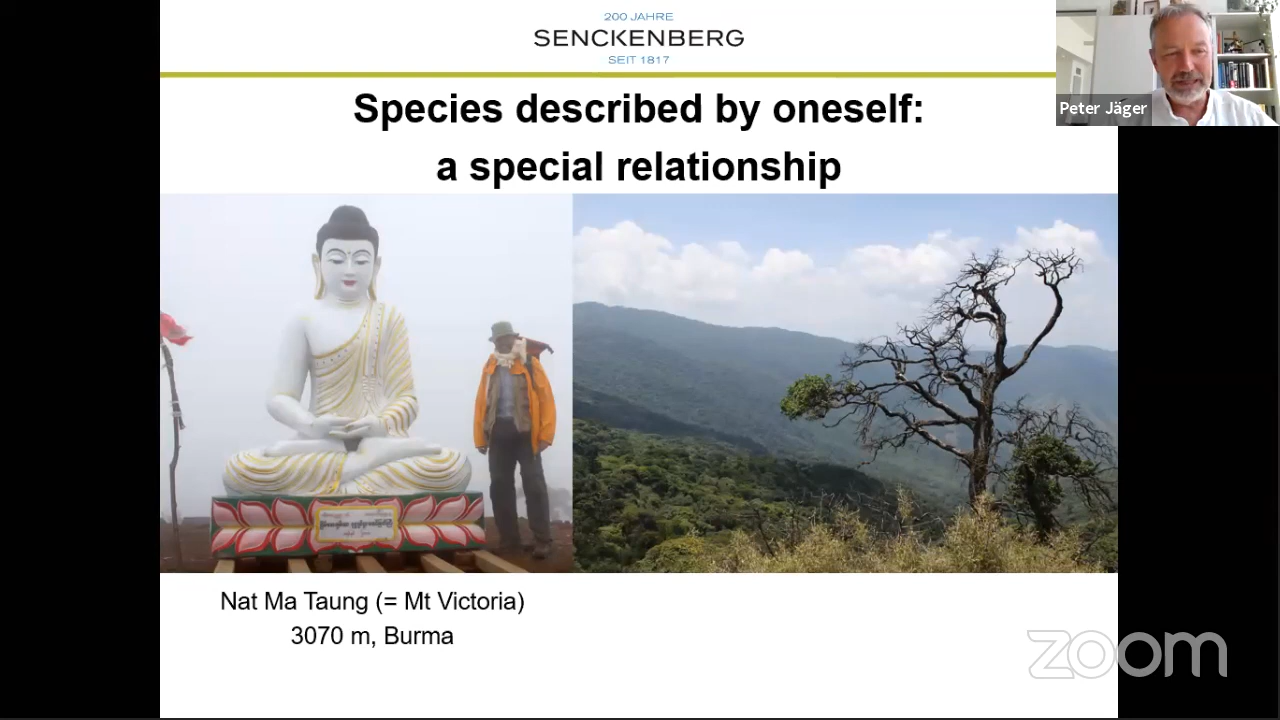 200 JAHRE
SENCKENBERG
SEIT 1817
Peter Jäger
Species described by oneself:
a special relationship
Nat Ma Taung (= Mt Victoria)
3070 m, Burma
zoom